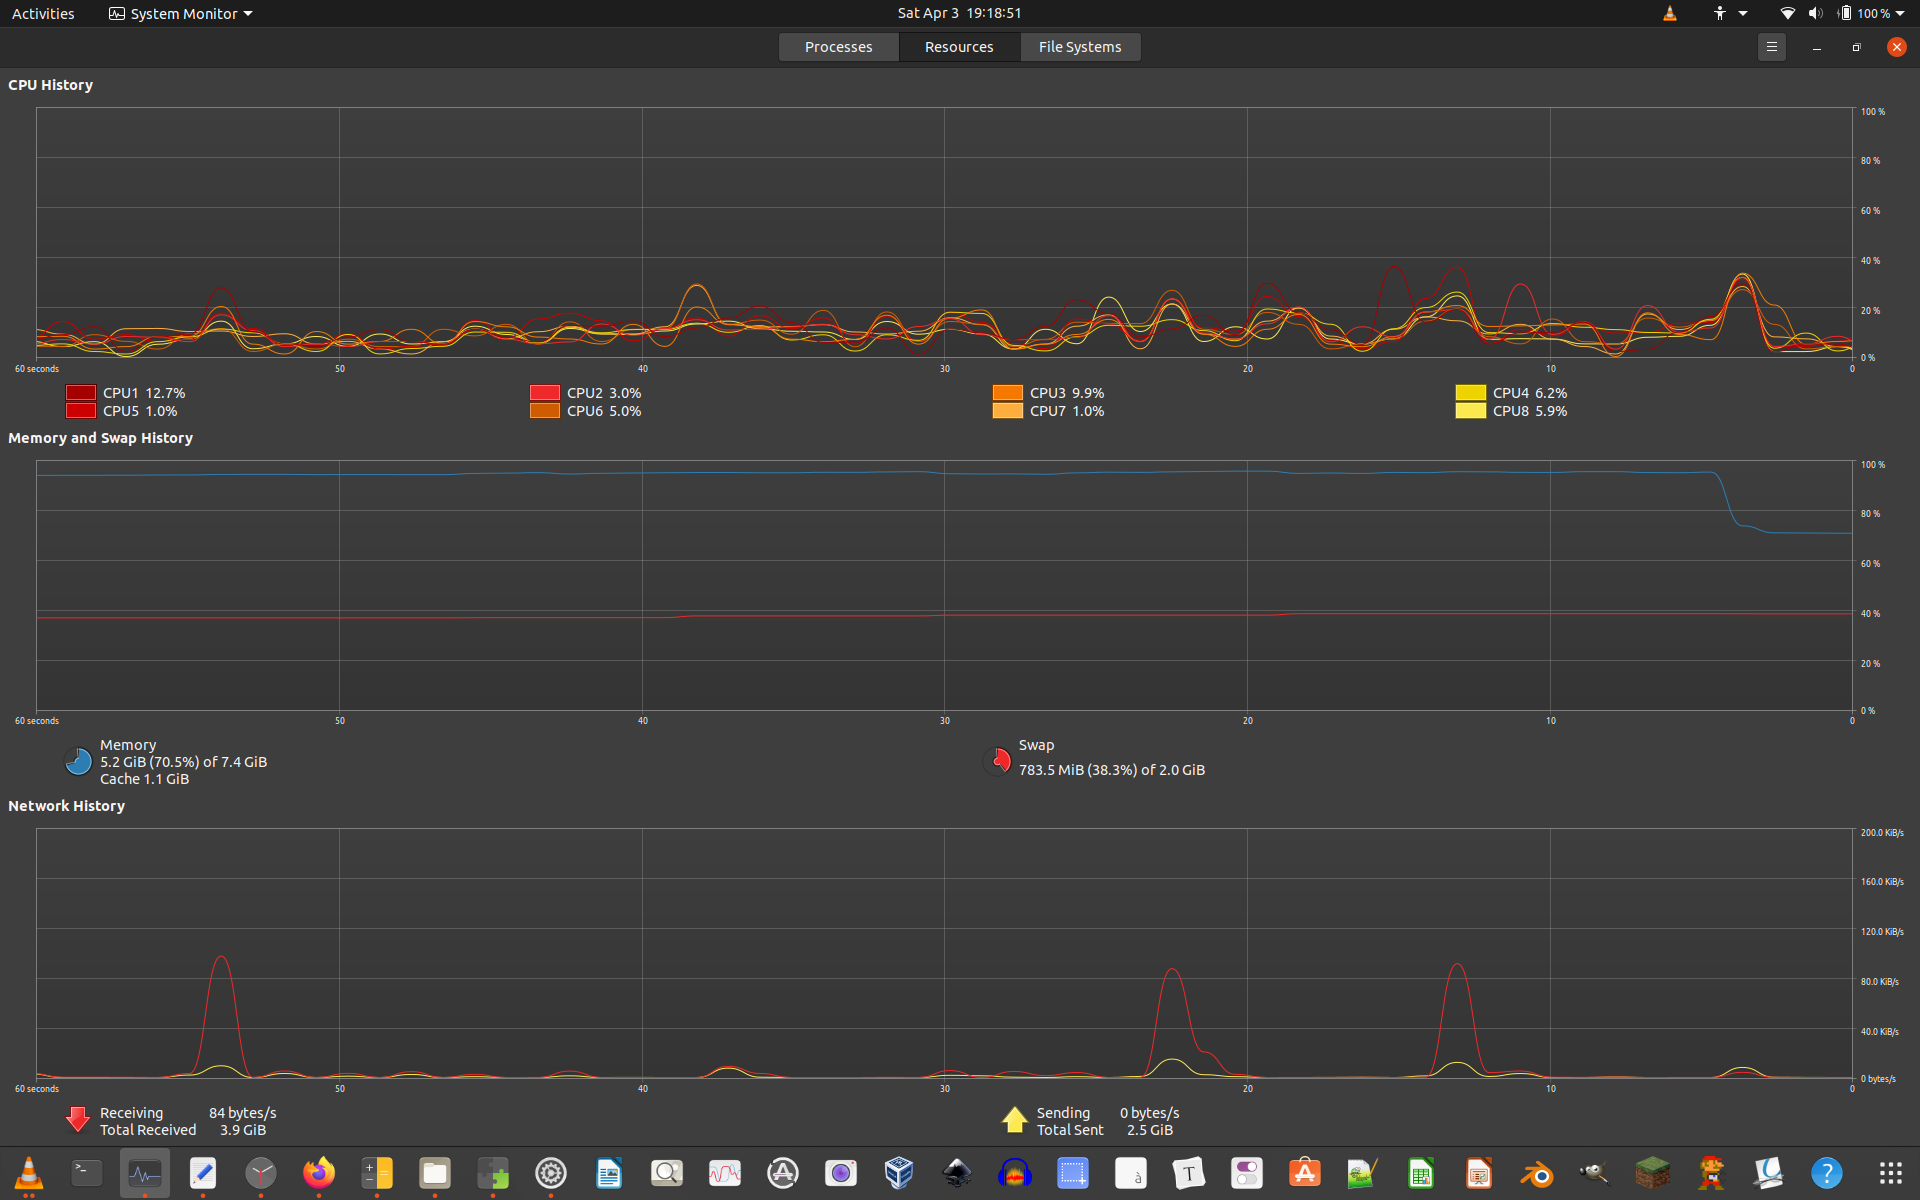 Activities System Monitor Sat Apr 3 19:18:51 100 %
Processes Resources File Systems
CPU History
100 %
80 %
60 %
40 %
20 %
0 %
60 seconds 50 40 30 20 10 0
CPU1 12.7% CPU2 3.0% CPU3 9.9% CPU4 6.2%
CPU5 1.0% CPU6 5.0% CPU7 1.0% CPU8 5.9%
Memory and Swap History
100 %
80 %
60 %
40 %
20 %
0 %
60 seconds 50 40 30 20 10 0
Memory
5.2 GiB (70.5%) of 7.4 GiB
Cache 1.1 GiB
Swap
783.5 MiB (38.3%) of 2.0 GiB
Network History
200.0 KiB/s
160.0 KiB/s
120.0 KiB/s
80.0 KiB/s
40.0 KiB/s
0 bytes/s
60 seconds 50 40 30 20 10 0
Receiving 84 bytes/s
Total Received 3.9 GiB
Sending 0 bytes/s
Total Sent 2.5 GiB